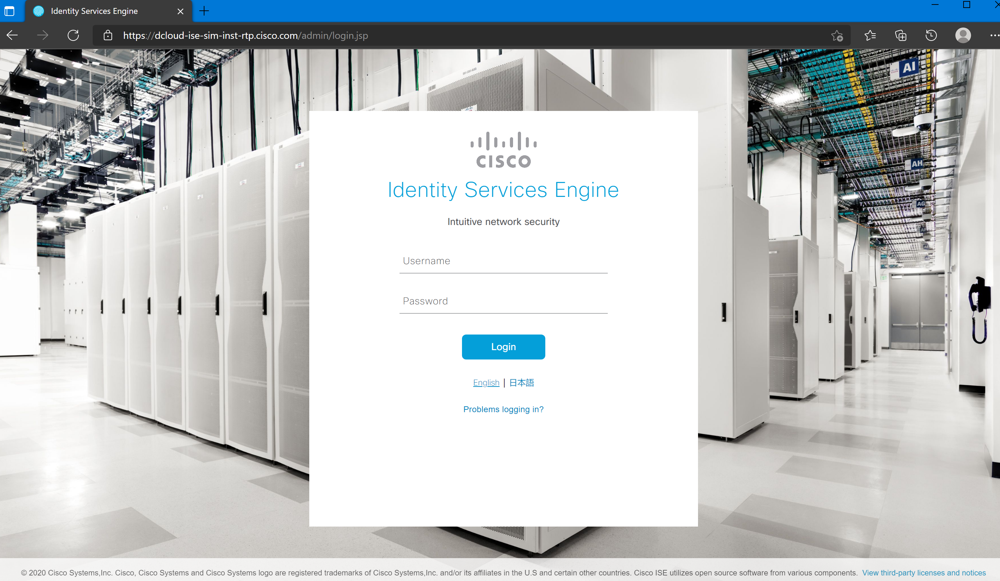 Identity Services Engine
https://dcloud-ise-sim-inst-rtp.cisco.com/admin/login.jsp
AI
AH
AG
CISCO
Identity Services Engine
Intuitive network security
Username
Password
Login
English | 日本語
Problems logging in?
© 2020 Cisco Systems,Inc. Cisco, Cisco Systems and Cisco Systems logo are registered trademarks of Cisco Systems,Inc. and/or its affiliates in the U.S and certain other countries. Cisco ISE utilizes open source software from various components. View third-party licenses and notices